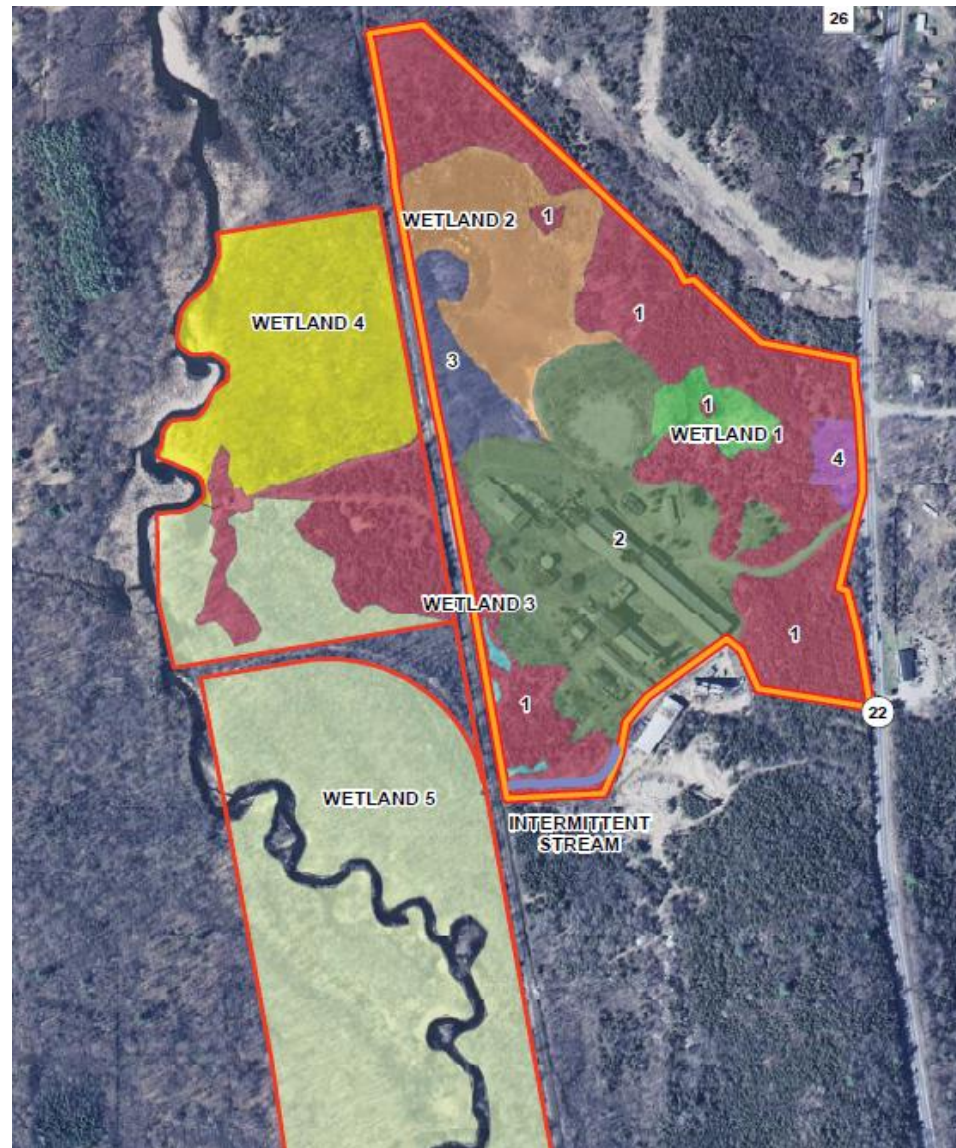 26
WETLAND 2
1
WETLAND 4
1
3
1
WETLAND 1
4
2
WETLAND 3
1
1
22
WETLAND 5
INTERMITTENT
STREAM